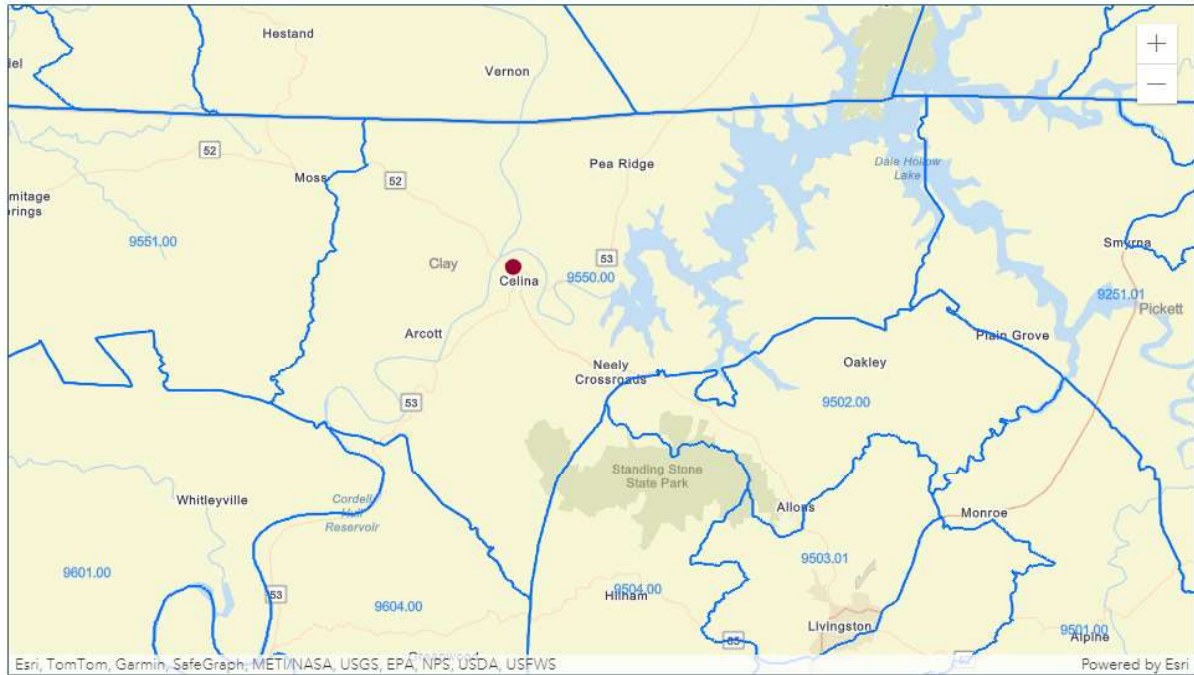 Hestand
Vernon
+
−
52
Pea Ridge
Dale Hollow
Lake
Moss
52
9551.00
Smyrna
Clay
53
9550.00
Celina
9251.01
Pickett
Arcott
Plain Grove
Neely
Crossroads
Oakley
53
9502.00
Standing Stone
State Park
Whitleyville
Cordell
Hull
Reservoir
Allons
Monroe
9503.01
9601.00
9504.00
53
9604.00
Hilham
Livingston
85
9501.00
Alpine
Esri, TomTom, Garmin, SafeGraph, METI/NASA, USGS, EPA, NPS, USDA, USFWS
Powered by Esri